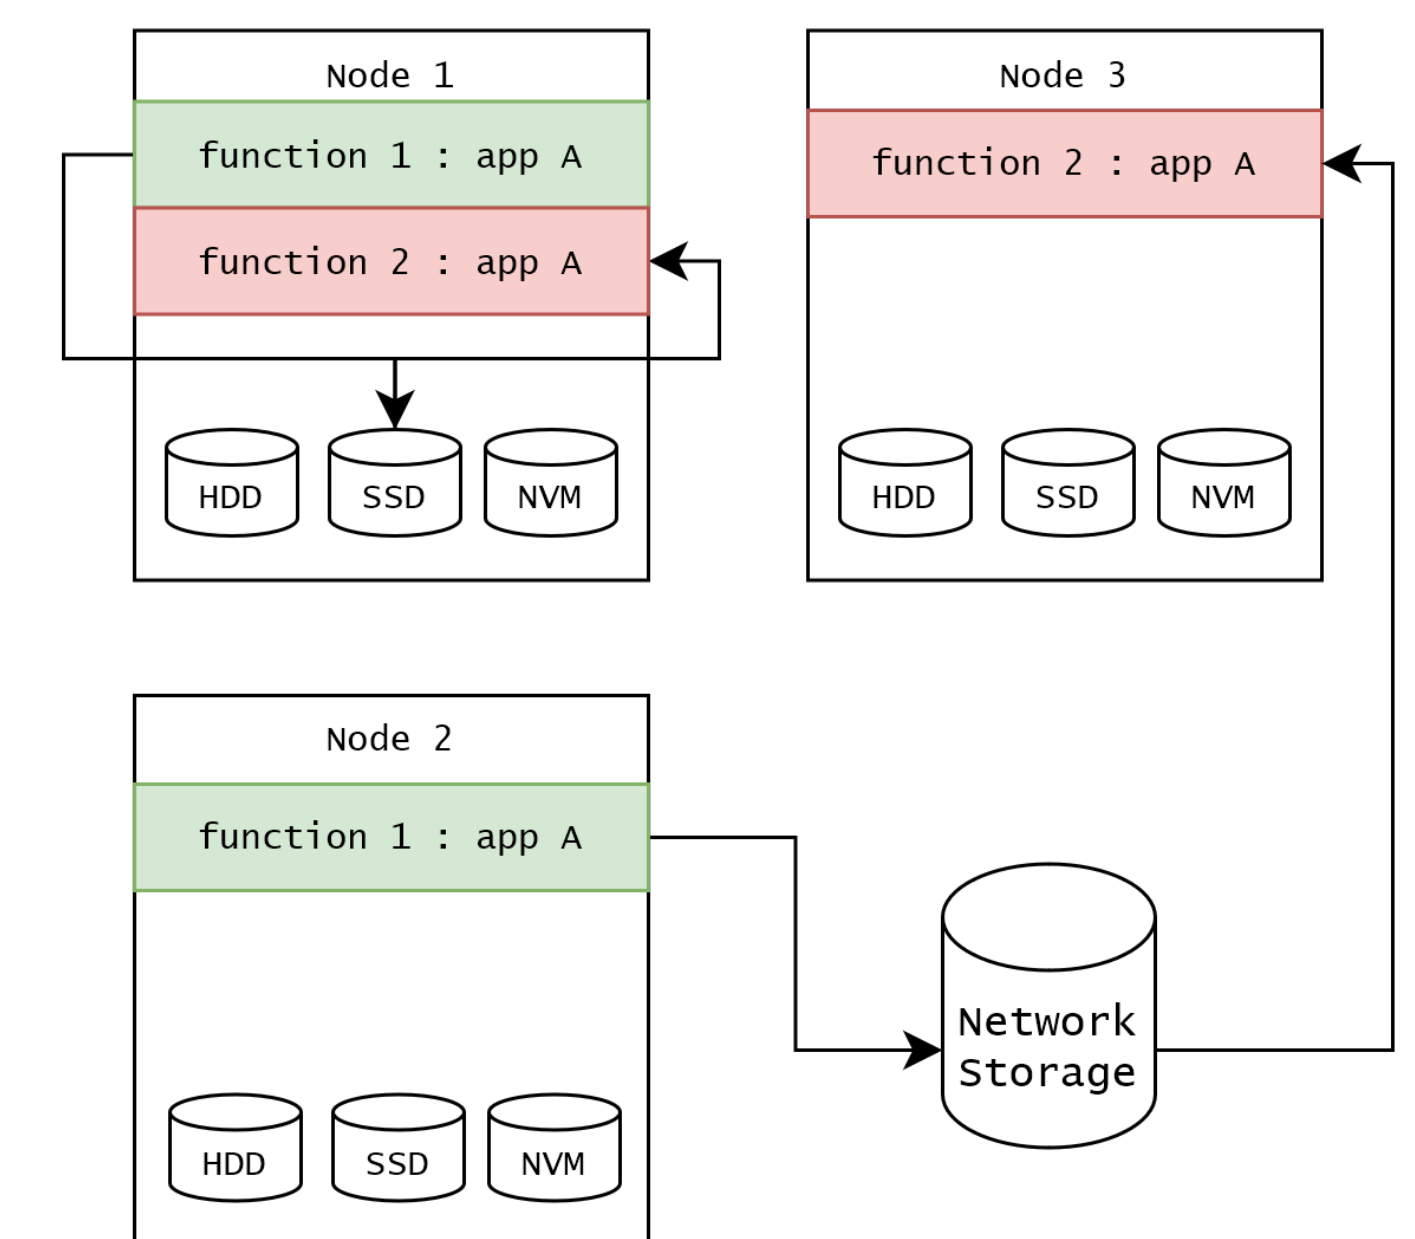 Node 1
function 1 : app A
function 2 : app A
HDD
SSD
NVM
Node 3
function 2 : app A
HDD
SSD
NVM
Node 2
function 1 : app A
HDD
SSD
NVM
Network
Storage